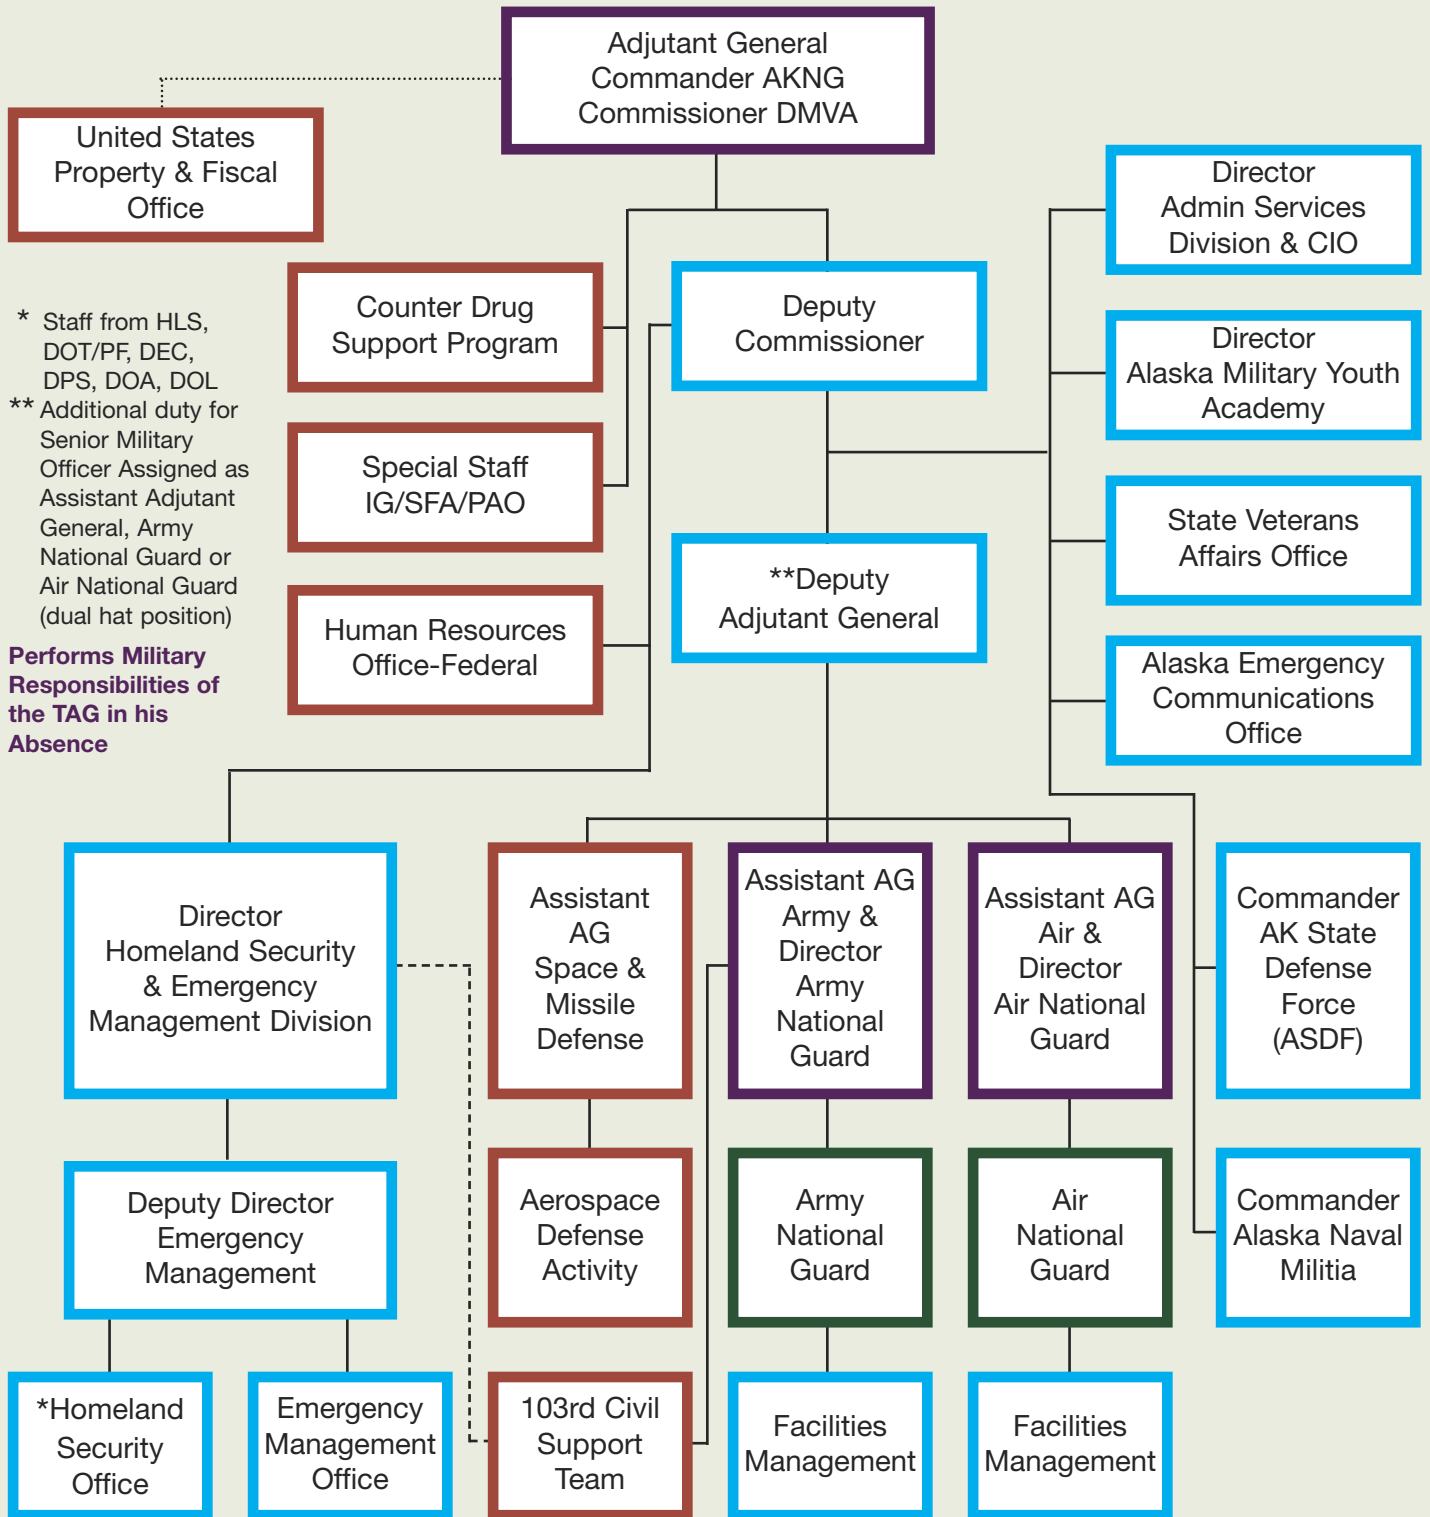 Adjutant General
Commander AKNG
Commissioner DMVA
United States
Property & Fiscal
Office
Director
Admin Services
Division & CIO
Counter Drug
Support Program
Deputy
Commissioner
* Staff from HLS,
DOT/PF, DEC,
DPS, DOA, DOL
** Additional duty for
Senior Military
Officer Assigned as
Assistant Adjutant
General, Army
National Guard or
Air National Guard
(dual hat position)
Performs Military
Responsibilities of
the TAG in his
Absence
Director
Alaska Military Youth
Academy
Special Staff
IG/SFA/PAO
State Veterans
Affairs Office
**Deputy
Adjutant General
Human Resources
Office-Federal
Alaska Emergency
Communications
Office
Director
Homeland Security
& Emergency
Management Division
Assistant
AG
Space &
Missile
Defense
Assistant AG
Army &
Director
Army
National
Guard
Assistant AG
Air &
Director
Air National
Guard
Commander
AK State
Defense
Force
(ASDF)
Deputy Director
Emergency
Management
Aerospace
Defense
Activity
Army
National
Guard
Air
National
Guard
Commander
Alaska Naval
Militia
*Homeland
Security
Office
Emergency
Management
Office
103rd Civil
Support
Team
Facilities
Management
Facilities
Management